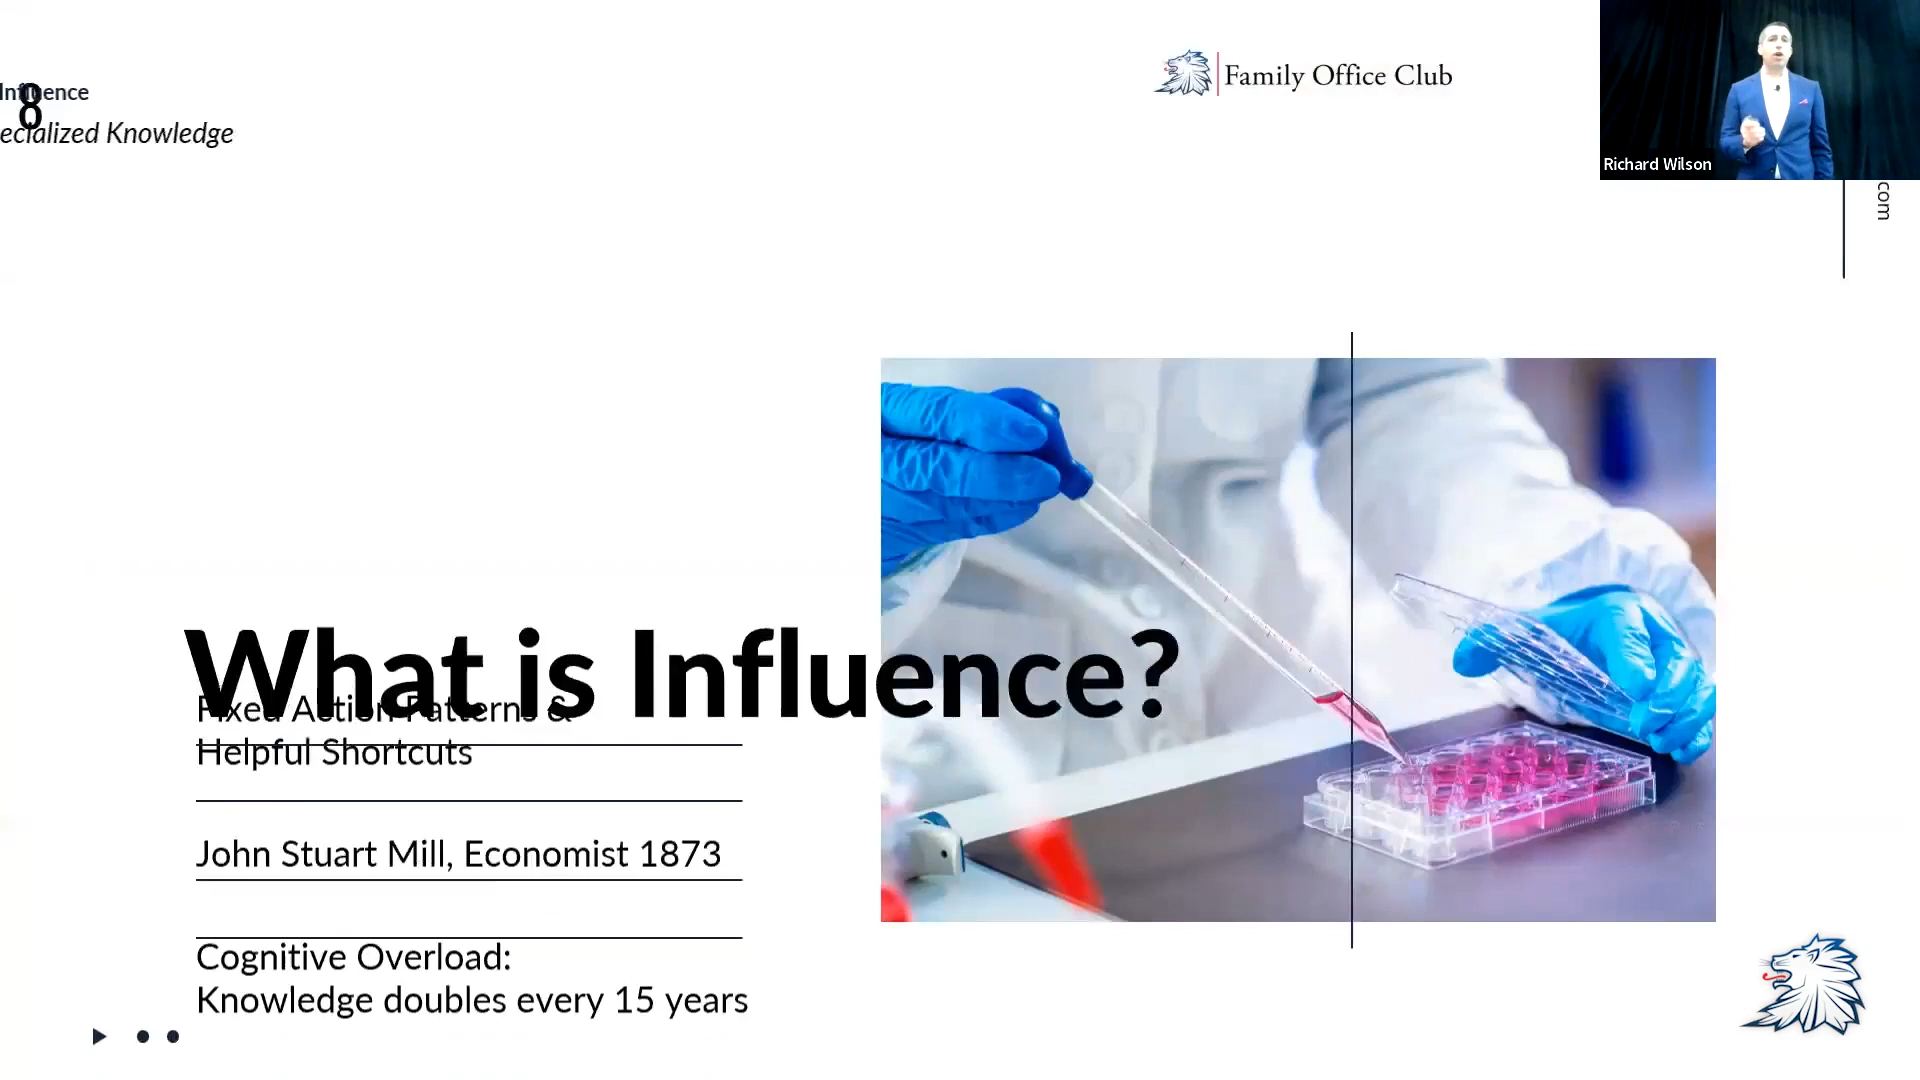 Influence
8
ecialized Knowledge
Family Office Club
Richard Wilson
com
What is Influence?
Fixed Action Patterns &
Helpful Shortcuts
John Stuart Mill, Economist 1873
Cognitive Overload:
Knowledge doubles every 15 years